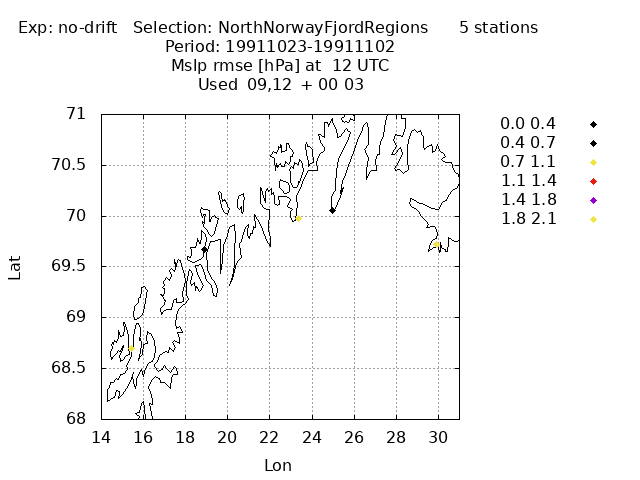 Exp: no-drift   Selection: NorthNorwayFjordRegions      5 stations
Period: 19911023-19911102
Mslp rmse [hPa] at  12 UTC
Used  09,12  + 00 03
0.0 0.4
0.4 0.7
0.7 1.1
1.1 1.4
1.4 1.8
1.8 2.1
Lat
71
70.5
70
69.5
69
68.5
68
14 16 18 20 22 24 26 28 30
Lon